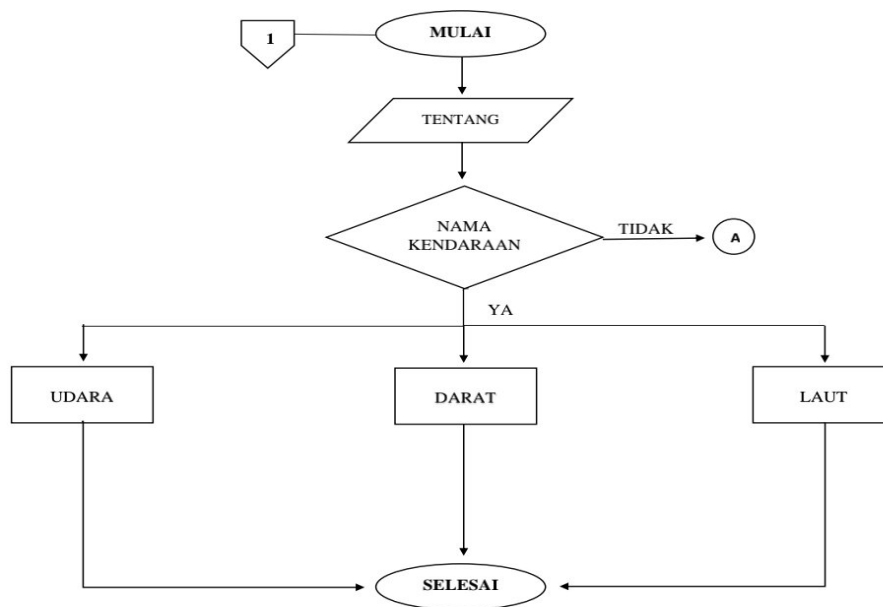 1
MULAI
TENTANG
NAMA
KENDARAAN
TIDAK
A
YA
UDARA
DARAT
LAUT
SELESAI